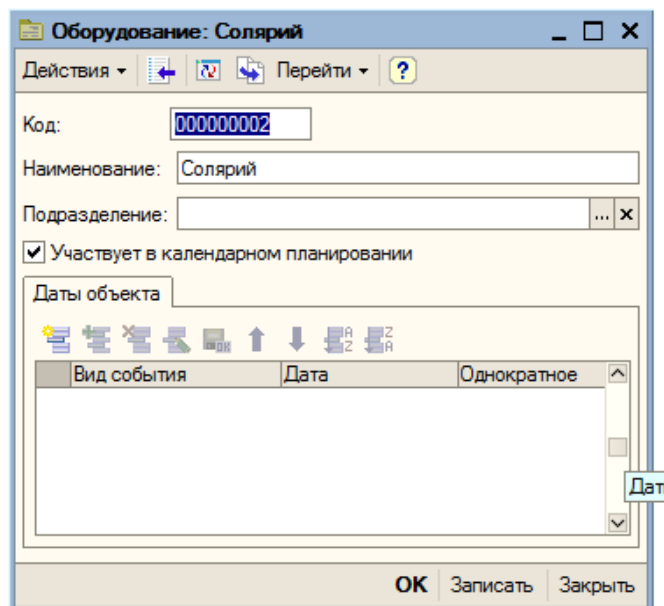 Оборудование: Солярий
Действия Перейти ?
Код: 000000002
Наименование: Солярий
Подразделение: ... x
Участвует в календарном планировании
Даты объекта
Вид события Дата Однократное
OK Записать Закрыть